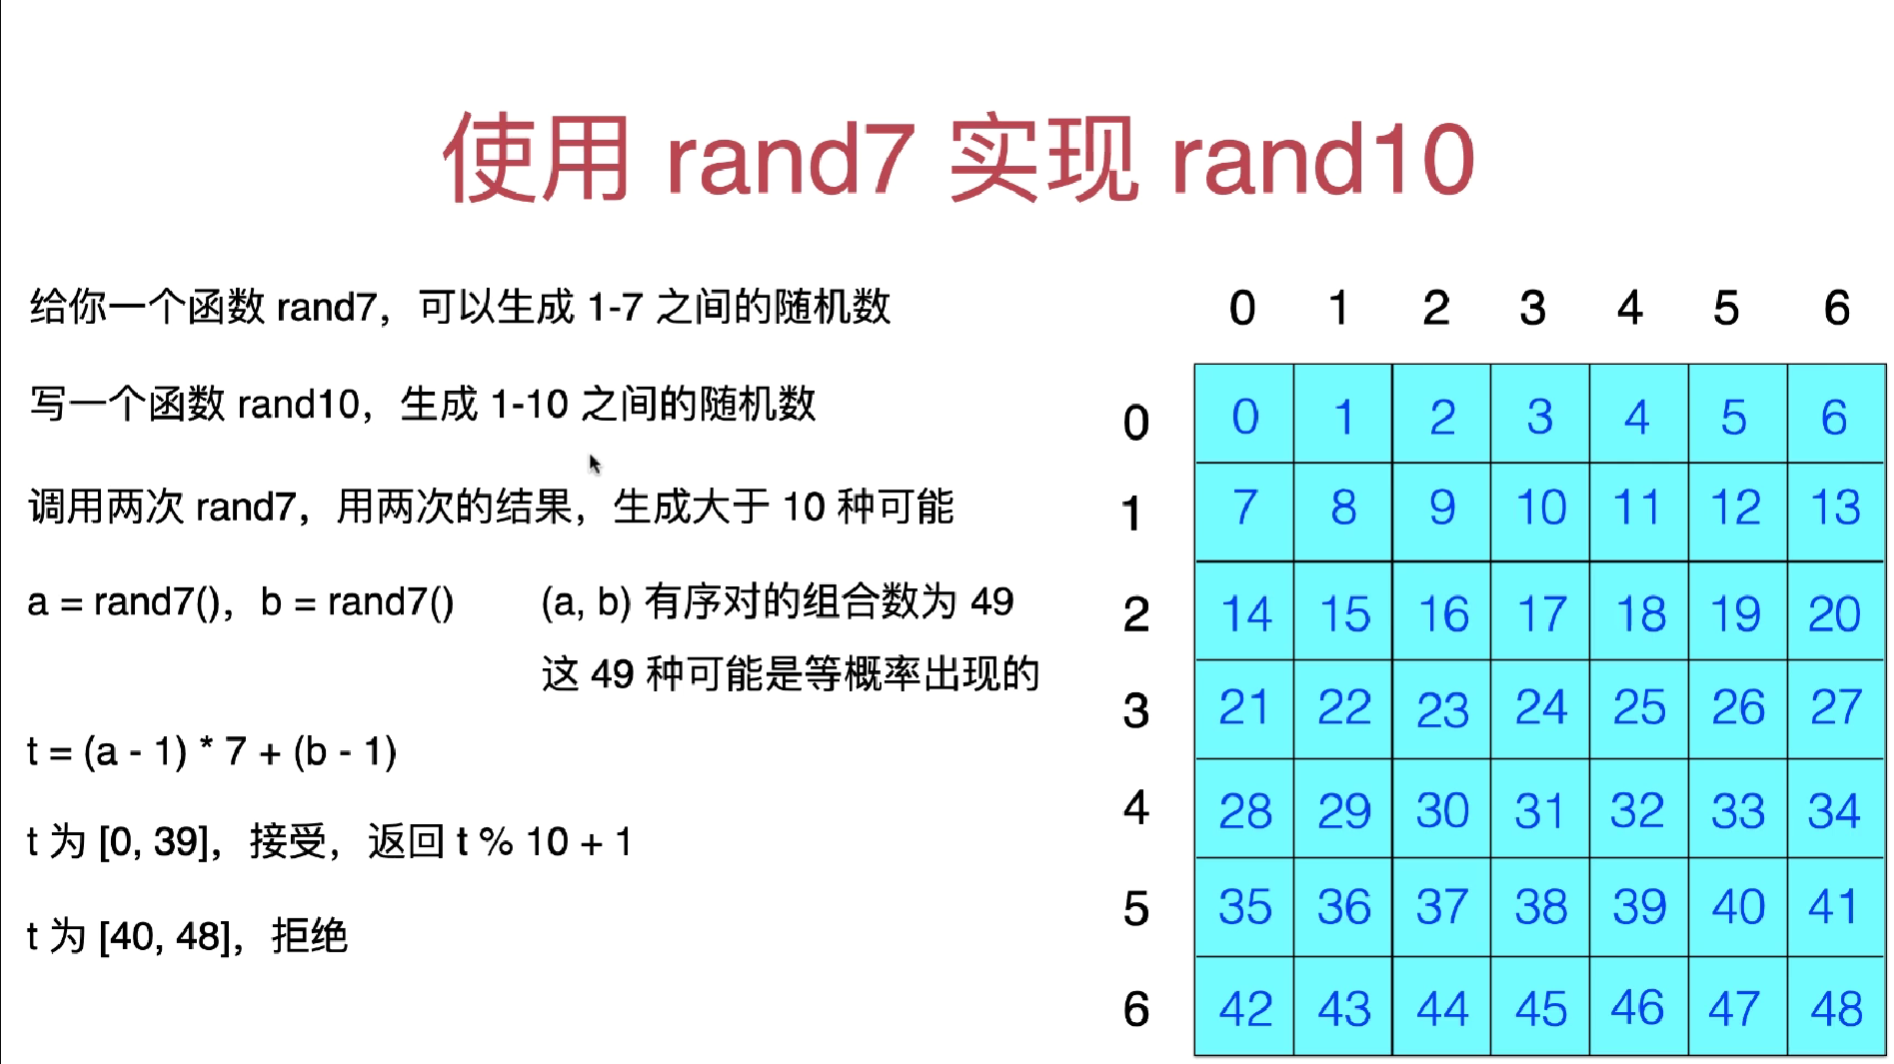 使用 rand7 实现 rand10
给你一个函数 rand7，可以生成 1-7 之间的随机数
写一个函数 rand10，生成 1-10 之间的随机数
调用两次 rand7，用两次的结果，生成大于 10 种可能
a = rand7()，b = rand7() (a, b) 有序对的组合数为 49
这 49 种可能是等概率出现的
t = (a - 1) * 7 + (b - 1)
t 为 [0, 39]，接受，返回 t % 10 + 1
t 为 [40, 48]，拒绝
0 1 2 3 4 5 6
0 0 1 2 3 4 5 6
1 7 8 9 10 11 12 13
2 14 15 16 17 18 19 20
3 21 22 23 24 25 26 27
4 28 29 30 31 32 33 34
5 35 36 37 38 39 40 41
6 42 43 44 45 46 47 48